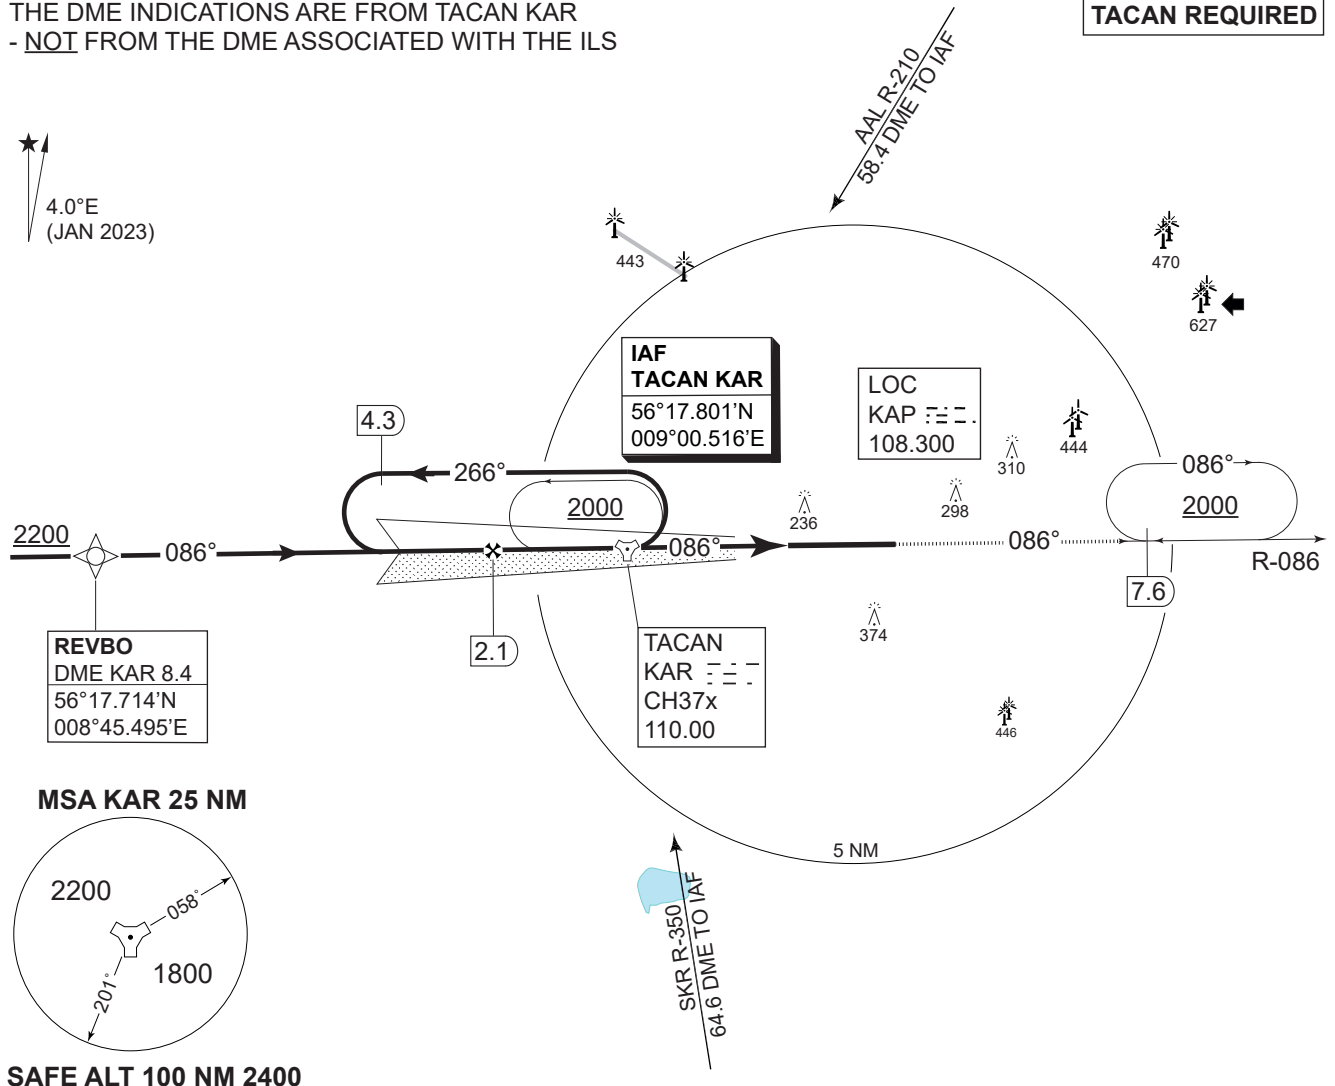 THE DME INDICATIONS ARE FROM TACAN KAR
- NOT FROM THE DME ASSOCIATED WITH THE ILS
TACAN REQUIRED
AAL R-210
58.4 DME TO IAF
4.0°E
(JAN 2023)
443
470
627
IAF
TACAN KAR
56°17.801’N
009°00.516’E
LOC
KAP
108.300
444
310
298
236
4.3
266°
2000
086°
2000
2200
086°
086°
086°
R-086
7.6
2.1
REVBO
DME KAR 8.4
56°17.714’N
008°45.495’E
TACAN
KAR
CH37x
110.00
374
446
5 NM
MSA KAR 25 NM
2200
058°
1800
201°
SKR R-350
64.6 DME TO IAF
SAFE ALT 100 NM 2400